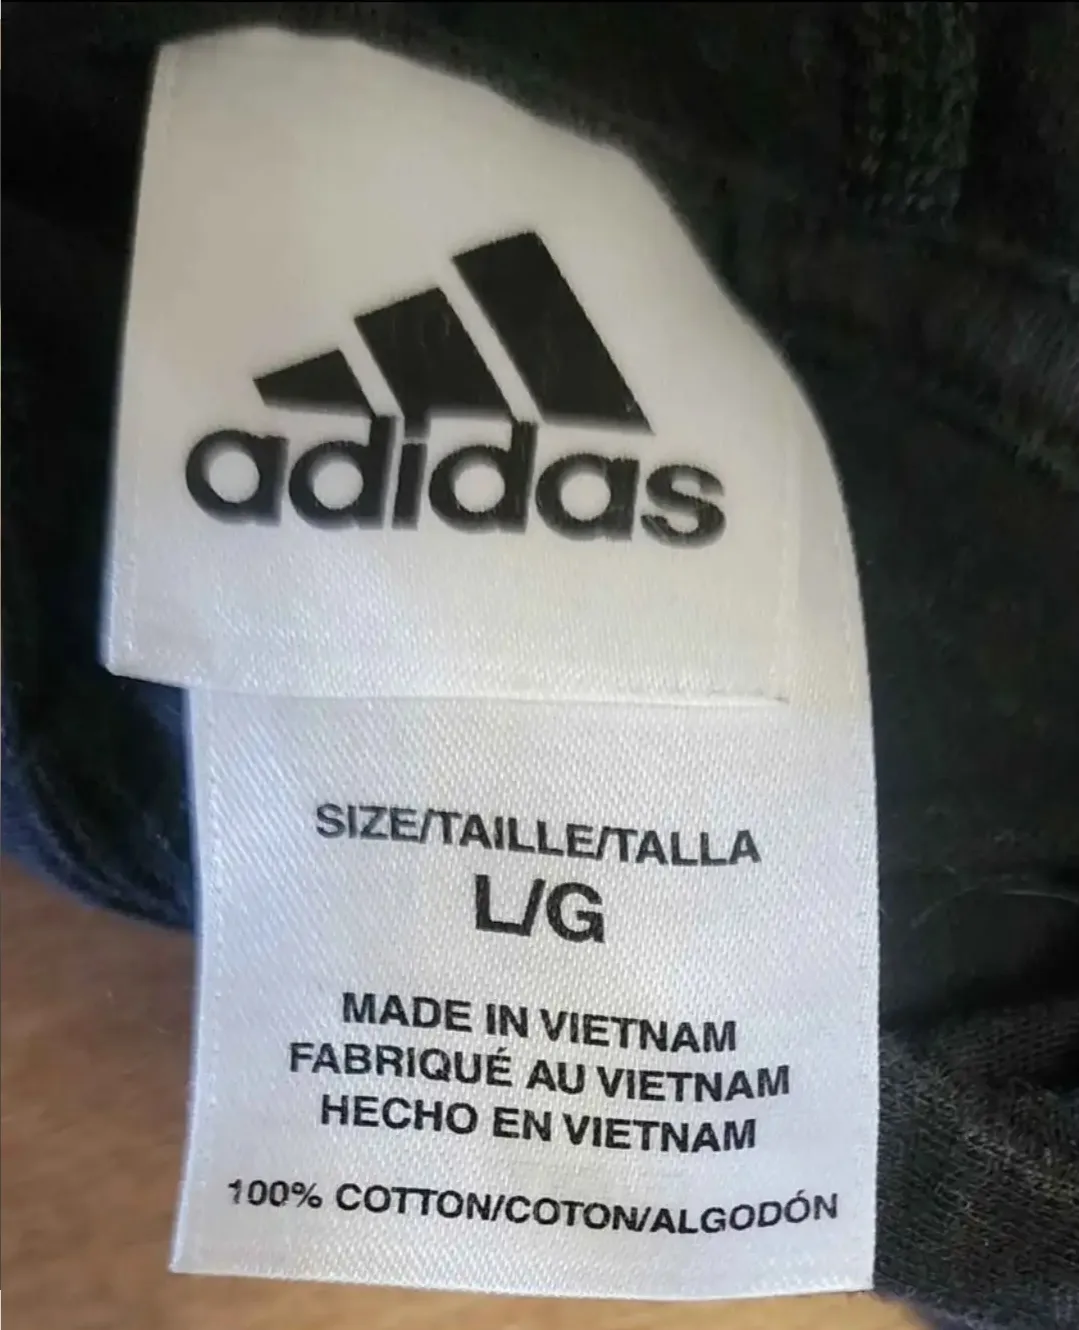 adidas
SIZE/TAILLE/TALLA
L/G
MADE IN VIETNAM
FABRIQUÉ AU VIETNAM
HECHO EN VIETNAM
100% COTTON/COTON/ALGODÓN